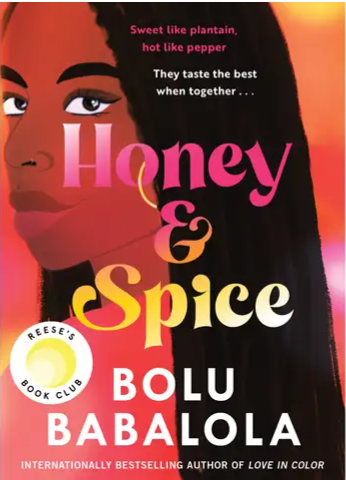 Sweet like plantain,
hot like pepper
They taste the best
when together . . .
Honey
&
Spice
REESE'S
BOOK CLUB
BOLU
BABALOLA
INTERNATIONALLY BESTSELLING AUTHOR OF LOVE IN COLOR